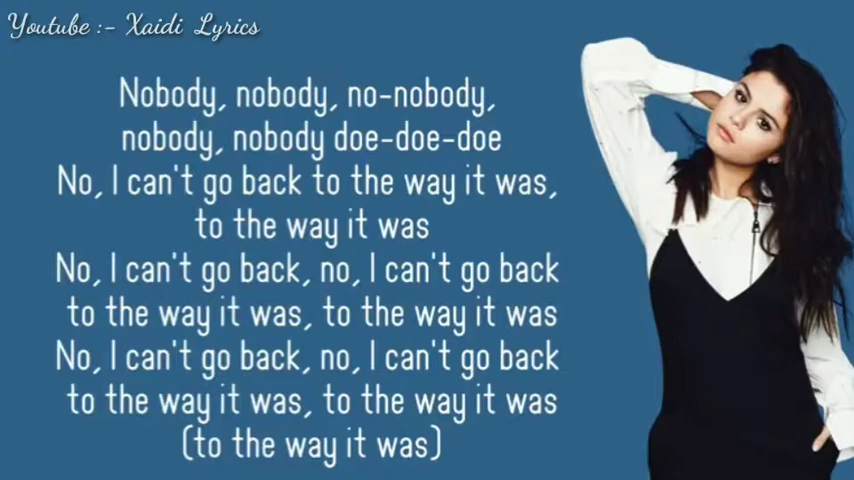 Youtube :- Xaidi Lyrics
Nobody, nobody, no-nobody,
nobody, nobody doe-doe-doe
No, I can't go back to the way it was,
to the way it was
No, I can't go back, no, I can't go back
to the way it was, to the way it was
No, I can't go back, no, I can't go back
to the way it was, to the way it was
(to the way it was)